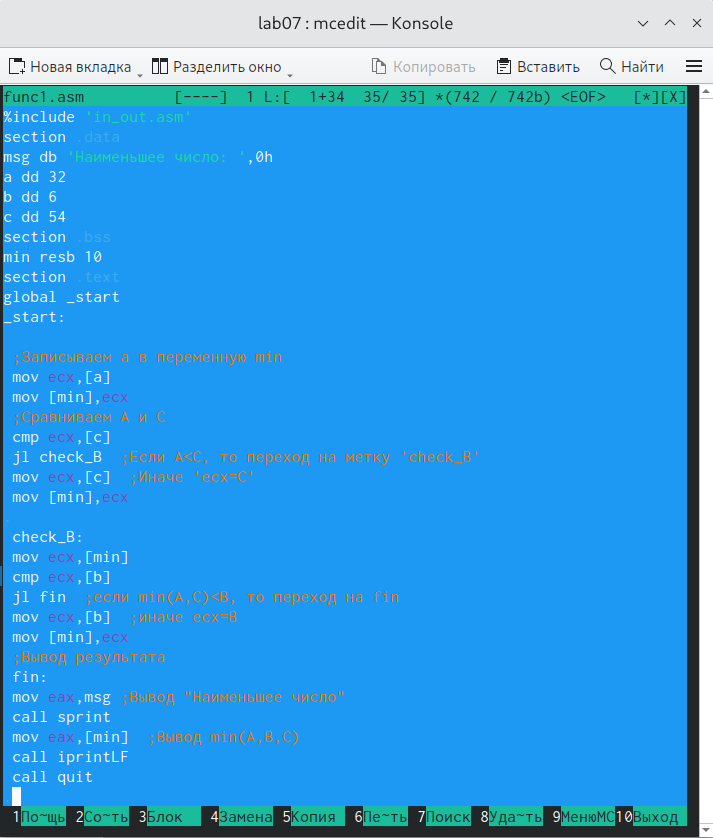 lab07 : mcedit — Konsole
Новая вкладка Разделить окно Копировать Вставить Найти
func1.asm [----] 1 L:[ 1+34 35/ 35] *(742 / 742b) <EOF> [*][X]
%include 'in_out.asm'
section .data
msg db 'Наименьшее число: ',0h
a dd 32
b dd 6
c dd 54
section .bss
min resb 10
section .text
global _start
_start:
;Записываем а в переменную min
mov ecx,[a]
mov [min],ecx
;Сравниваем А и С
cmp ecx,[c]
jl check_B ;Если А<C, то переход на метку 'check_B'
mov ecx,[c] ;Иначе 'ecx=C'
mov [min],ecx
check_B:
mov ecx,[min]
cmp ecx,[b]
jl fin ;если min(A,C)<B, то переход на fin
mov ecx,[b] ;иначе ecx=B
mov [min],ecx
;Вывод результата
fin:
mov eax,msg ;Вывод "Наименьшее число"
call sprint
mov eax,[min] ;Вывод min(A,B,C)
call iprintLF
call quit
1По~щь 2Со~ть 3Блок 4Замена 5Копия 6Пе~ть 7Поиск 8Уда~ть 9МенюМС 10Выход